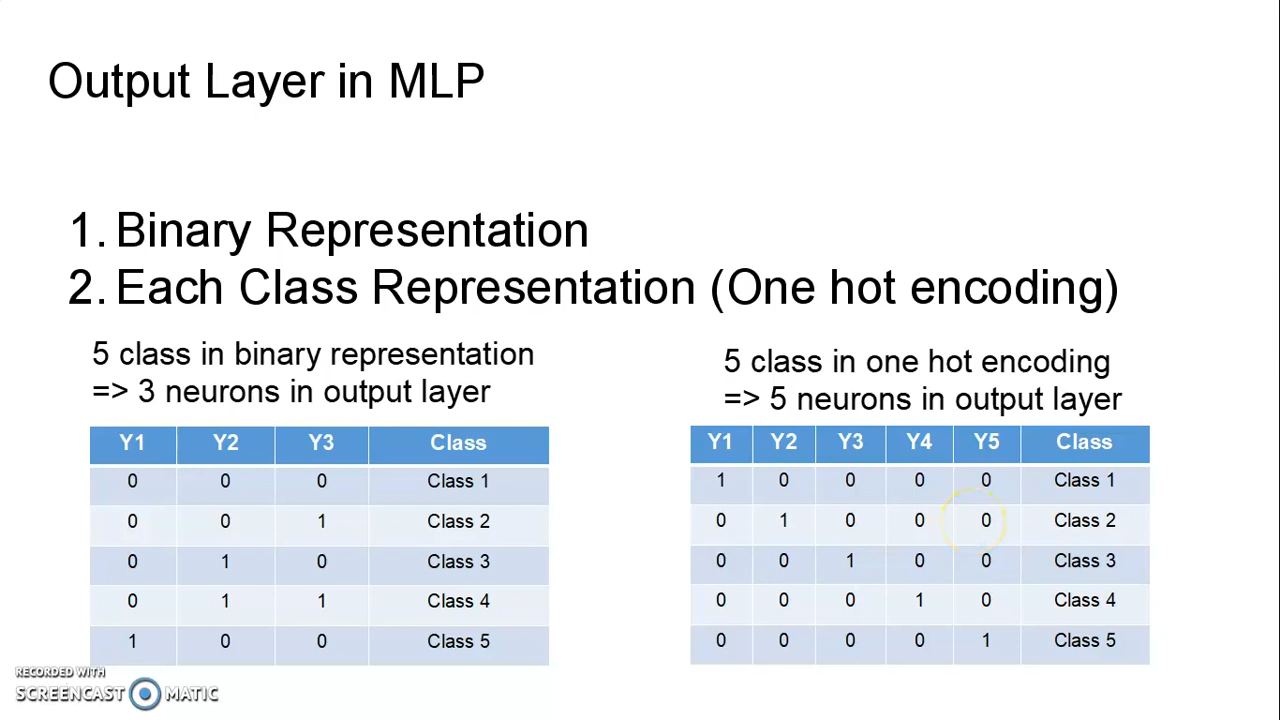 Output Layer in MLP
1. Binary Representation
2. Each Class Representation (One hot encoding)
5 class in binary representation
=> 3 neurons in output layer
Y1 Y2 Y3 Class
0 0 0 Class 1
0 0 1 Class 2
0 1 0 Class 3
0 1 1 Class 4
1 0 0 Class 5
5 class in one hot encoding
=> 5 neurons in output layer
Y1 Y2 Y3 Y4 Y5 Class
1 0 0 0 0 Class 1
0 1 0 0 0 Class 2
0 0 1 0 0 Class 3
0 0 0 1 0 Class 4
0 0 0 0 1 Class 5
RECORDED WITH
SCREENCAST MATIC